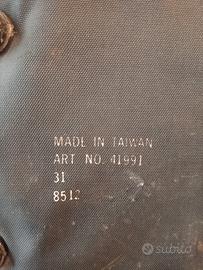 MADE IN TAIWAN
ART NO. 41991
31
8512
subito